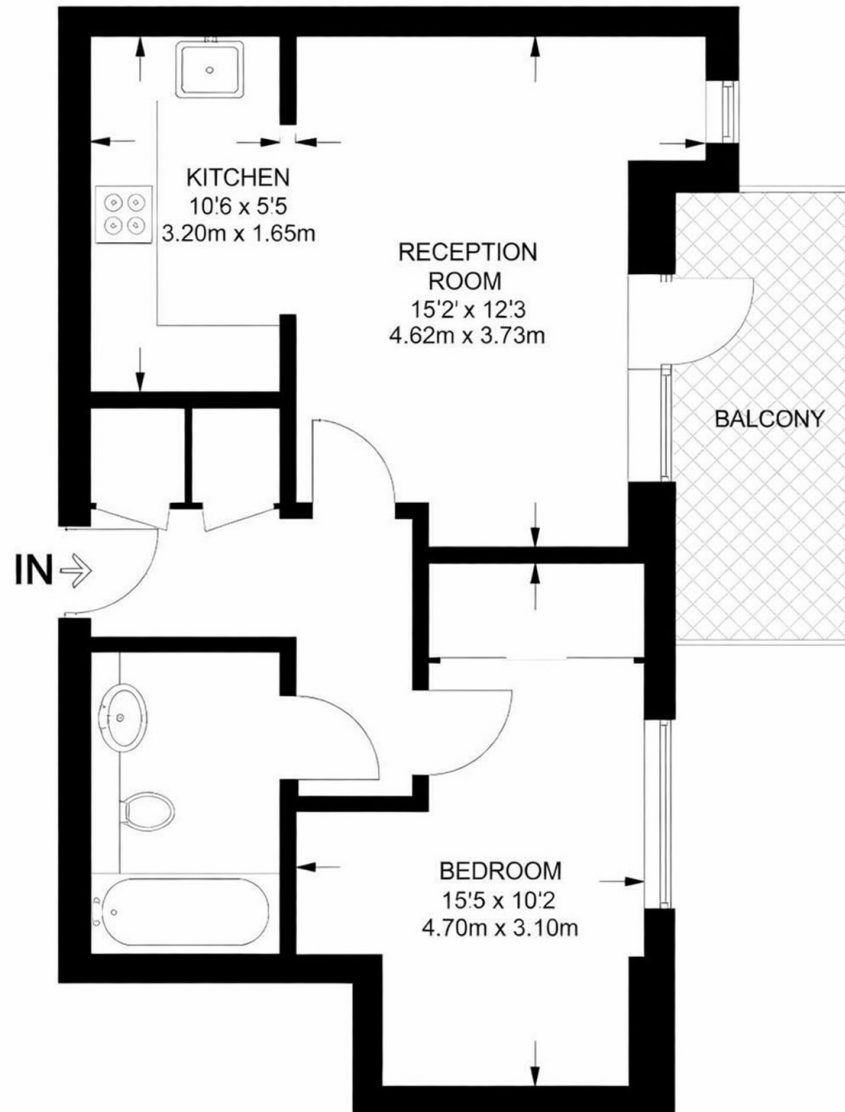 KITCHEN
10'6 x 5'5
3.20m x 1.65m
RECEPTION
ROOM
15'2' x 12'3
4.62m x 3.73m
BALCONY
IN
BEDROOM
15'5 x 10'2
4.70m x 3.10m